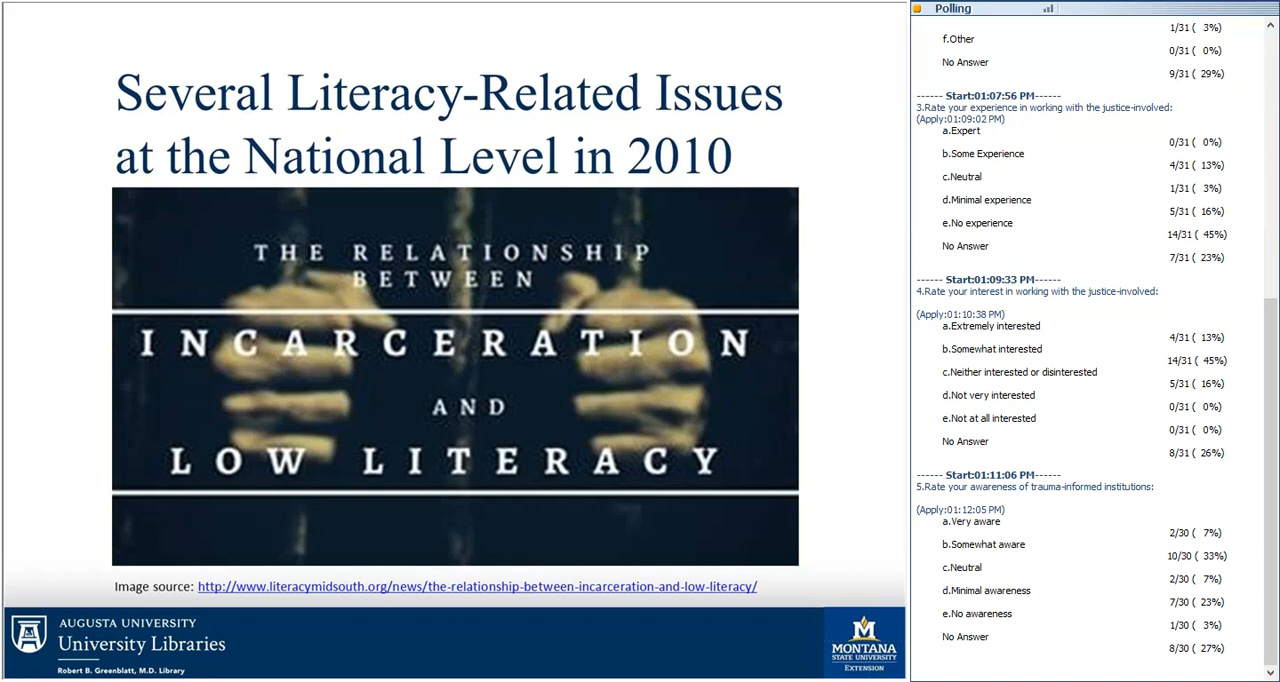 Several Literacy-Related Issues
at the National Level in 2010
THE RELATIONSHIP
BETWEEN
INCARCERATION
AND
LOW LITERACY
Image source: http://www.literacymidsouth.org/news/the-relationship-between-incarceration-and-low-literacy/
AUGUSTA UNIVERSITY
University Libraries
Robert B. Greenblatt, M.D. Library
MONTANA
STATE UNIVERSITY
EXTENSION
Polling
1/31 ( 3%)
f.Other
0/31 ( 0%)
No Answer
9/31 ( 29%)
------ Start:01:07:56 PM------
3.Rate your experience in working with the justice-involved:
(Apply:01:09:02 PM)
a.Expert
0/31 ( 0%)
b.Some Experience
4/31 ( 13%)
c.Neutral
1/31 ( 3%)
d.Minimal experience
5/31 ( 16%)
e.No experience
14/31 ( 45%)
No Answer
7/31 ( 23%)
------ Start:01:09:33 PM------
4.Rate your interest in working with the justice-involved:
(Apply:01:10:38 PM)
a.Extremely interested
4/31 ( 13%)
b.Somewhat interested
14/31 ( 45%)
c.Neither interested or disinterested
5/31 ( 16%)
d.Not very interested
0/31 ( 0%)
e.Not at all interested
0/31 ( 0%)
No Answer
8/31 ( 26%)
------ Start:01:11:06 PM------
5.Rate your awareness of trauma-informed institutions:
(Apply:01:12:05 PM)
a.Very aware
2/30 ( 7%)
b.Somewhat aware
10/30 ( 33%)
c.Neutral
2/30 ( 7%)
d.Minimal awareness
7/30 ( 23%)
e.No awareness
1/30 ( 3%)
No Answer
8/30 ( 27%)